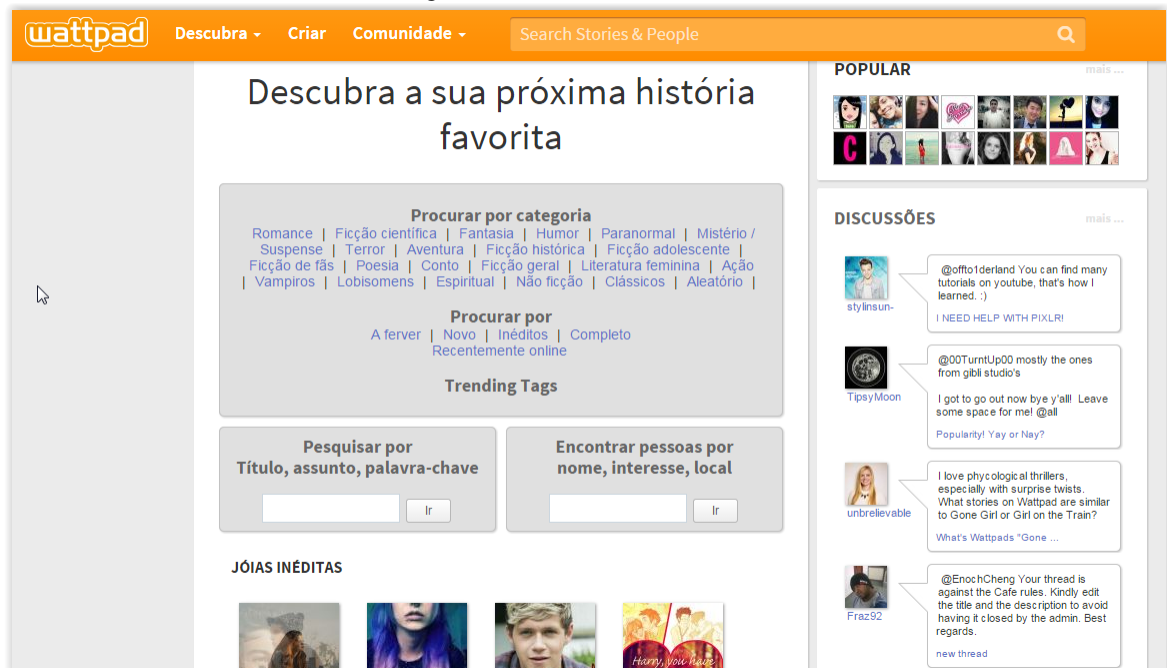 wattpad
Descubra
Criar
Comunidade
Search Stories & People
Descubra a sua próxima história
favorita
Procurar por categoria
Romance | Ficção científica | Fantasia | Humor | Paranormal | Mistério /
Suspense | Terror | Aventura | Ficção histórica | Ficção adolescente |
Ficção de fãs | Poesia | Conto | Ficção geral | Literatura feminina | Ação
| Vampiros | Lobisomens | Espiritual | Não ficção | Clássicos | Aleatório |
Procurar por
A ferver | Novo | Inéditos | Completo
Recentemente online
Trending Tags
Pesquisar por
Título, assunto, palavra-chave
Ir
Encontrar pessoas por
nome, interesse, local
Ir
JÓIAS INÉDITAS
Harry, you have
POPULAR
mais ...
C
DISCUSSÕES
mais ...
stylinsun-
@offto1derland You can find many
tutorials on youtube, that's how I
learned. :)
I NEED HELP WITH PIXLR!
TipsyMoon
@00TurntUp00 mostly the ones
from gibli studio's
I got to go out now bye y'all! Leave
some space for me! @all
Popularity! Yay or Nay?
unbrelievable
I love phycological thrillers,
especially with surprise twists.
What stories on Wattpad are similar
to Gone Girl or Girl on the Train?
What's Wattpads "Gone ...
Fraz92
@EnochCheng Your thread is
against the Cafe rules. Kindly edit
the title and the description to avoid
having it closed by the admin. Best
regards.
new thread